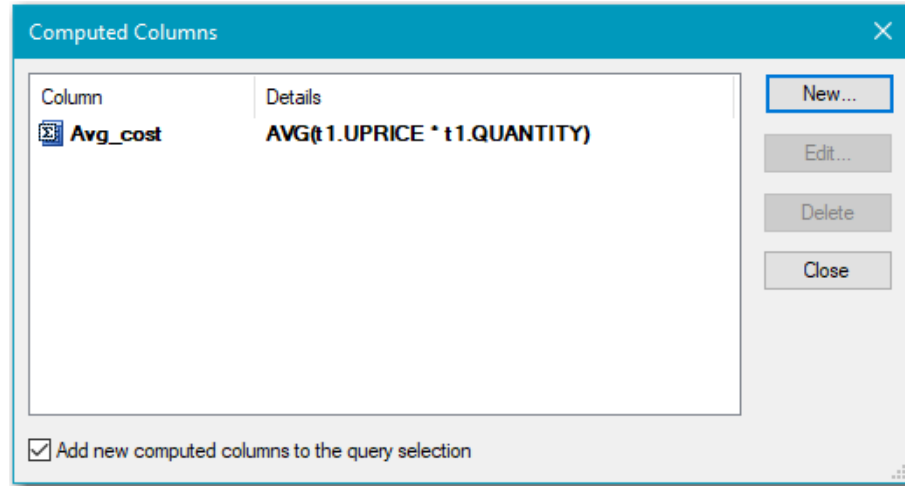 Computed Columns
Column Details
Avg_cost AVG(t1.UPRICE * t1.QUANTITY)
New...
Edit...
Delete
Close
Add new computed columns to the query selection